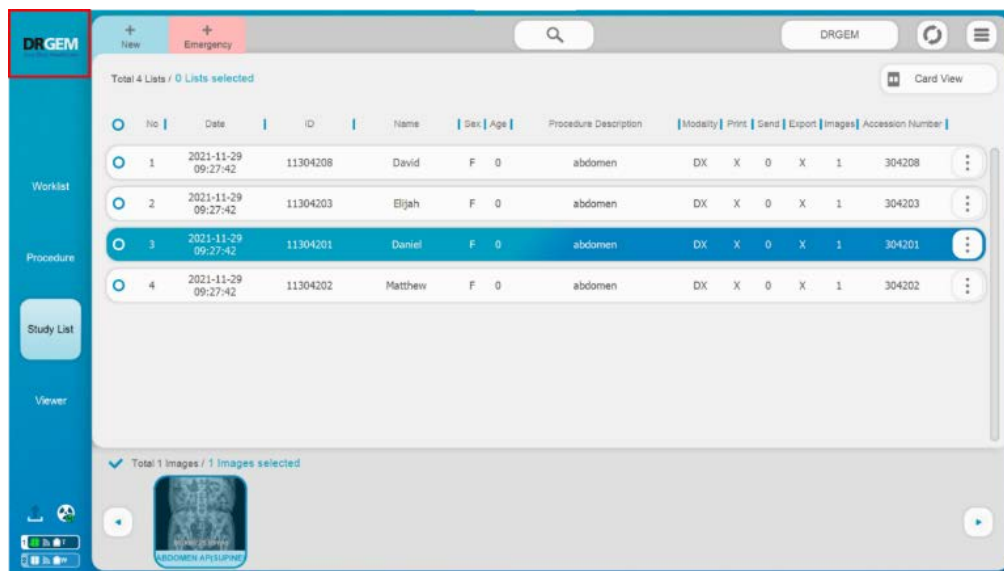 DRGEM
New
Emergency
DRGEM
Total 4 Lists / 0 Lists selected
Card View
No Date ID Name Sex Age Procedure Description Modality Print Send Export Images Accession Number
1 2021-11-29 09:27:42 11304208 David F 0 abdomen DX X 0 X 1 304208
2 2021-11-29 09:27:42 11304203 Elijah F 0 abdomen DX X 0 X 1 304203
3 2021-11-29 09:27:42 11304201 Daniel F 0 abdomen DX X 0 X 1 304201
4 2021-11-29 09:27:42 11304202 Matthew F 0 abdomen DX X 0 X 1 304202
Worklist
Procedure
Study List
Viewer
Total 1 Images / 1 Images selected
ABDOMEN AP(SUPINE)
1
2